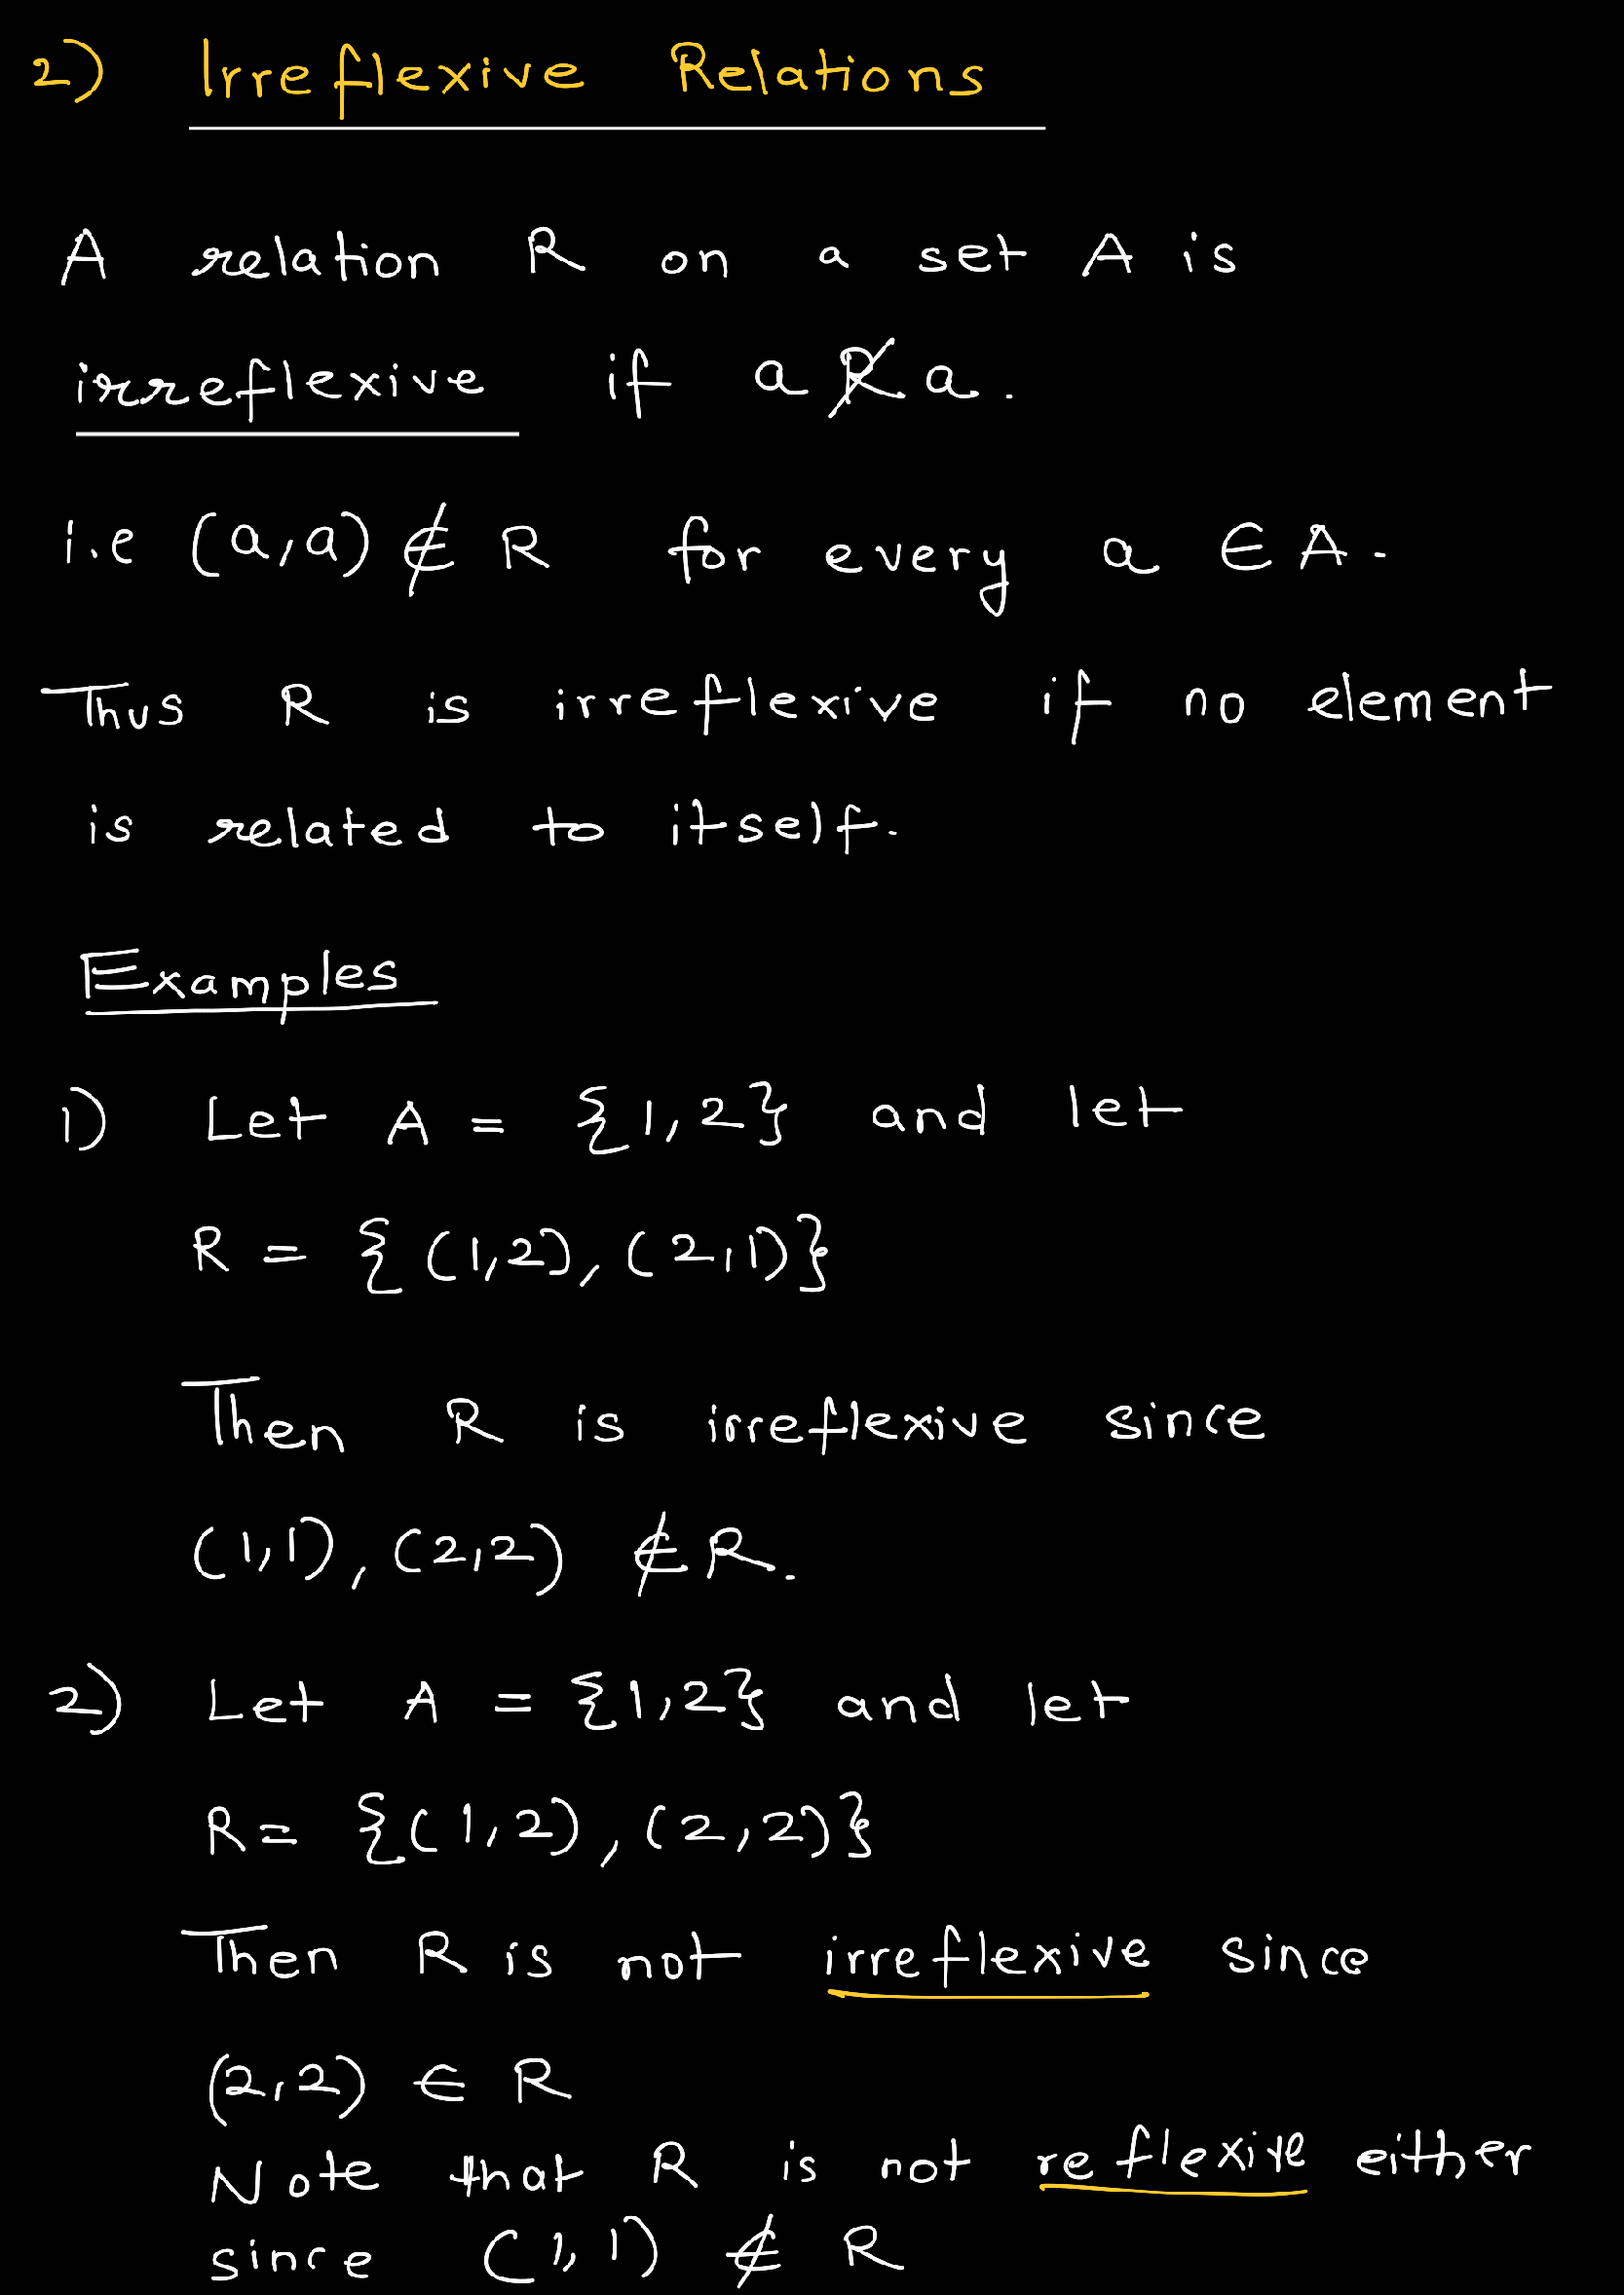 2) Irreflexive Relations
A relation R on a set A is
irreflexive if a R̸ a.
i.e (a,a) ∉ R for every a ∈ A.
Thus R is irreflexive if no element
is related to itself.
Examples
1) Let A = {1,2} and let
R = {(1,2), (2,1)}
Then R is irreflexive since
(1,1), (2,2) ∉ R.
2) Let A = {1,2} and let
R = {(1,2), (2,2)}
Then R is not irreflexive since
(2,2) ∈ R
Note that R is not reflexive either
since (1,1) ∉ R